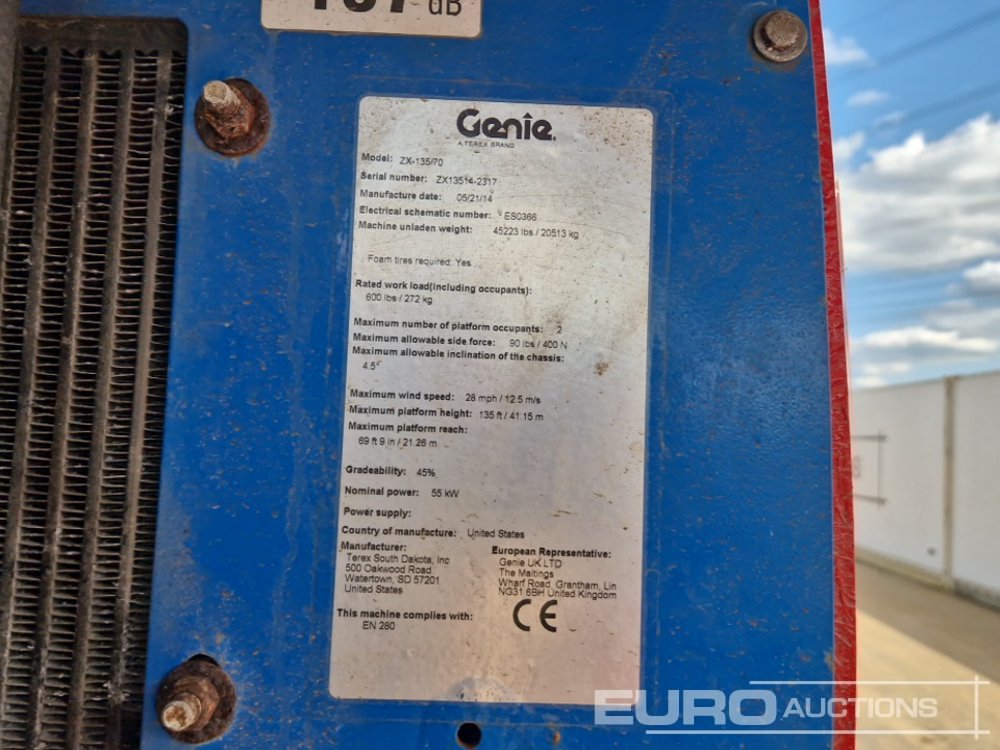 dB
Genie
A TEREX BRAND
Model: ZX-135/70
Serial number: ZX13514-2317
Manufacture date: 05/21/14
Electrical schematic number: ES0366
Machine unladen weight: 45223 lbs / 20513 kg
Foam tires required: Yes
Rated work load(including occupants):
600 lbs / 272 kg
Maximum number of platform occupants: 2
Maximum allowable side force: 90 lbs / 400 N
Maximum allowable inclination of the chassis:
4.5°
Maximum wind speed: 28 mph / 12.5 m/s
Maximum platform height: 135 ft / 41.15 m
Maximum platform reach:
69 ft 9 in / 21.26 m
Gradeability: 45%
Nominal power: 55 kW
Power supply:
Country of manufacture: United States
Manufacturer:
Terex South Dakota, Inc
500 Oakwood Road
Watertown, SD 57201
United States
European Representative:
Genie UK LTD
The Maltings
Wharf Road, Grantham, Lin
NG31 6BH United Kingdom
This machine complies with:
EN 280
CE
EURO AUCTIONS